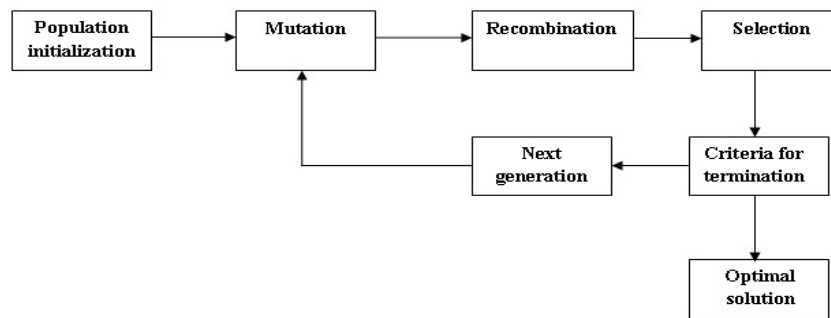 Population
initialization
Mutation
Recombination
Selection
Next
generation
Criteria for
termination
Optimal
solution